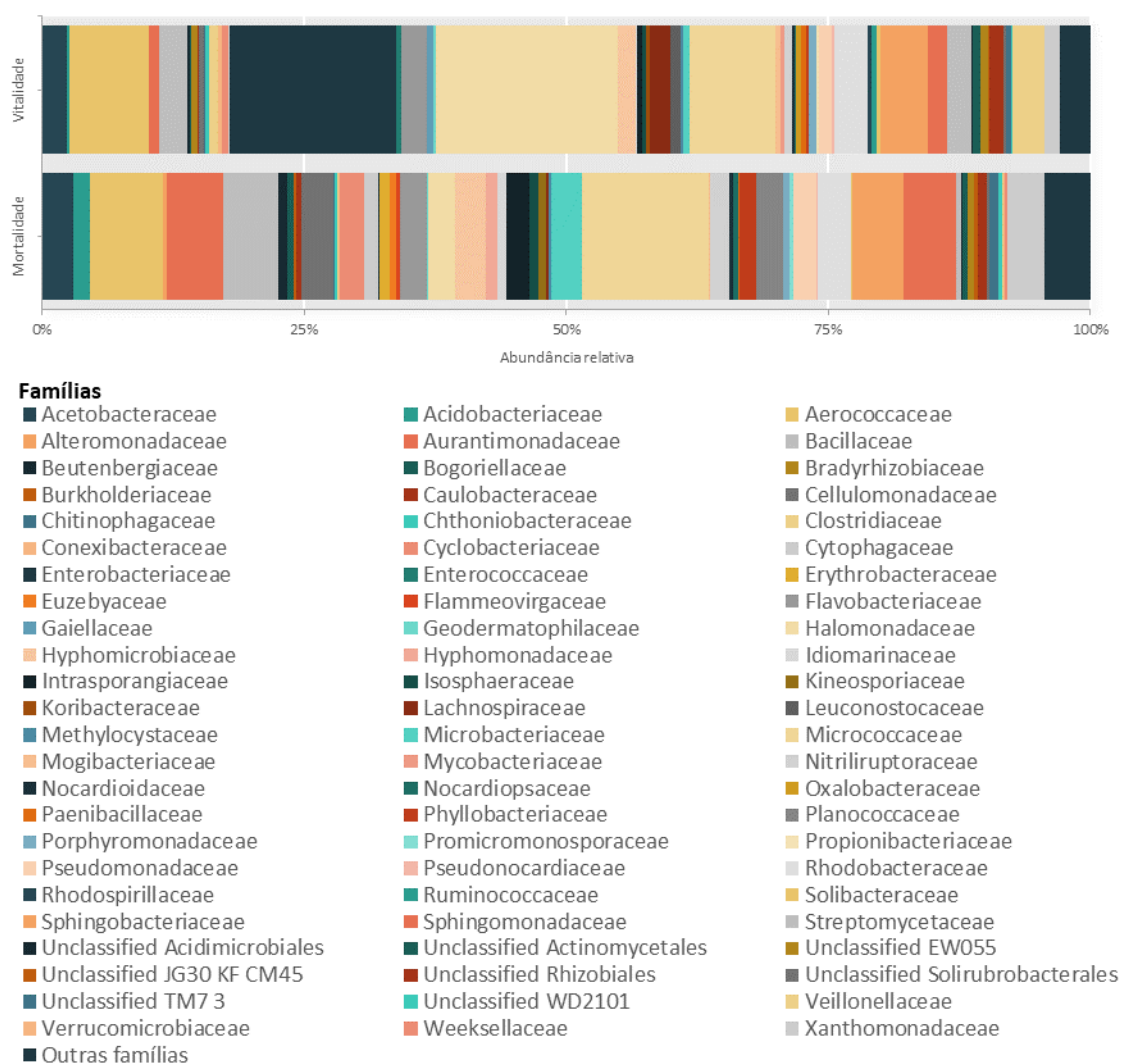 Vitalidade
Mortalidade
0% 25% 50% 75% 100%
Abundância relativa
Famílias
Acetobacteraceae Acidobacteriaceae Aerococcaceae
Alteromonadaceae Aurantimonadaceae Bacillaceae
Beutenbergiaceae Bogoriellaceae Bradyrhizobiaceae
Burkholderiaceae Caulobacteraceae Cellulomonadaceae
Chitinophagaceae Chthoniobacteraceae Clostridiaceae
Conexibacteraceae Cyclobacteriaceae Cytophagaceae
Enterobacteriaceae Enterococcaceae Erythrobacteraceae
Euzebyaceae Flammeovirgaceae Flavobacteriaceae
Gaiellaceae Geodermatophilaceae Halomonadaceae
Hyphomicrobiaceae Hyphomonadaceae Idiomarinaceae
Intrasporangiaceae Isosphaeraceae Kineosporiaceae
Koribacteraceae Lachnospiraceae Leuconostocaceae
Methylocystaceae Microbacteriaceae Micrococcaceae
Mogibacteriaceae Mycobacteriaceae Nitriliruptoraceae
Nocardioidaceae Nocardiopsaceae Oxalobacteraceae
Paenibacillaceae Phyllobacteriaceae Planococcaceae
Porphyromonadaceae Promicromonosporaceae Propionibacteriaceae
Pseudomonadaceae Pseudonocardiaceae Rhodobacteraceae
Rhodospirillaceae Ruminococcaceae Solibacteraceae
Sphingobacteriaceae Sphingomonadaceae Streptomycetaceae
Unclassified Acidimicrobiales Unclassified Actinomycetales Unclassified EW055
Unclassified JG30 KF CM45 Unclassified Rhizobiales Unclassified Solirubrobacterales
Unclassified TM7 3 Unclassified WD2101 Veillonellaceae
Verrucomicrobiaceae Weeksellaceae Xanthomonadaceae
Outras famílias